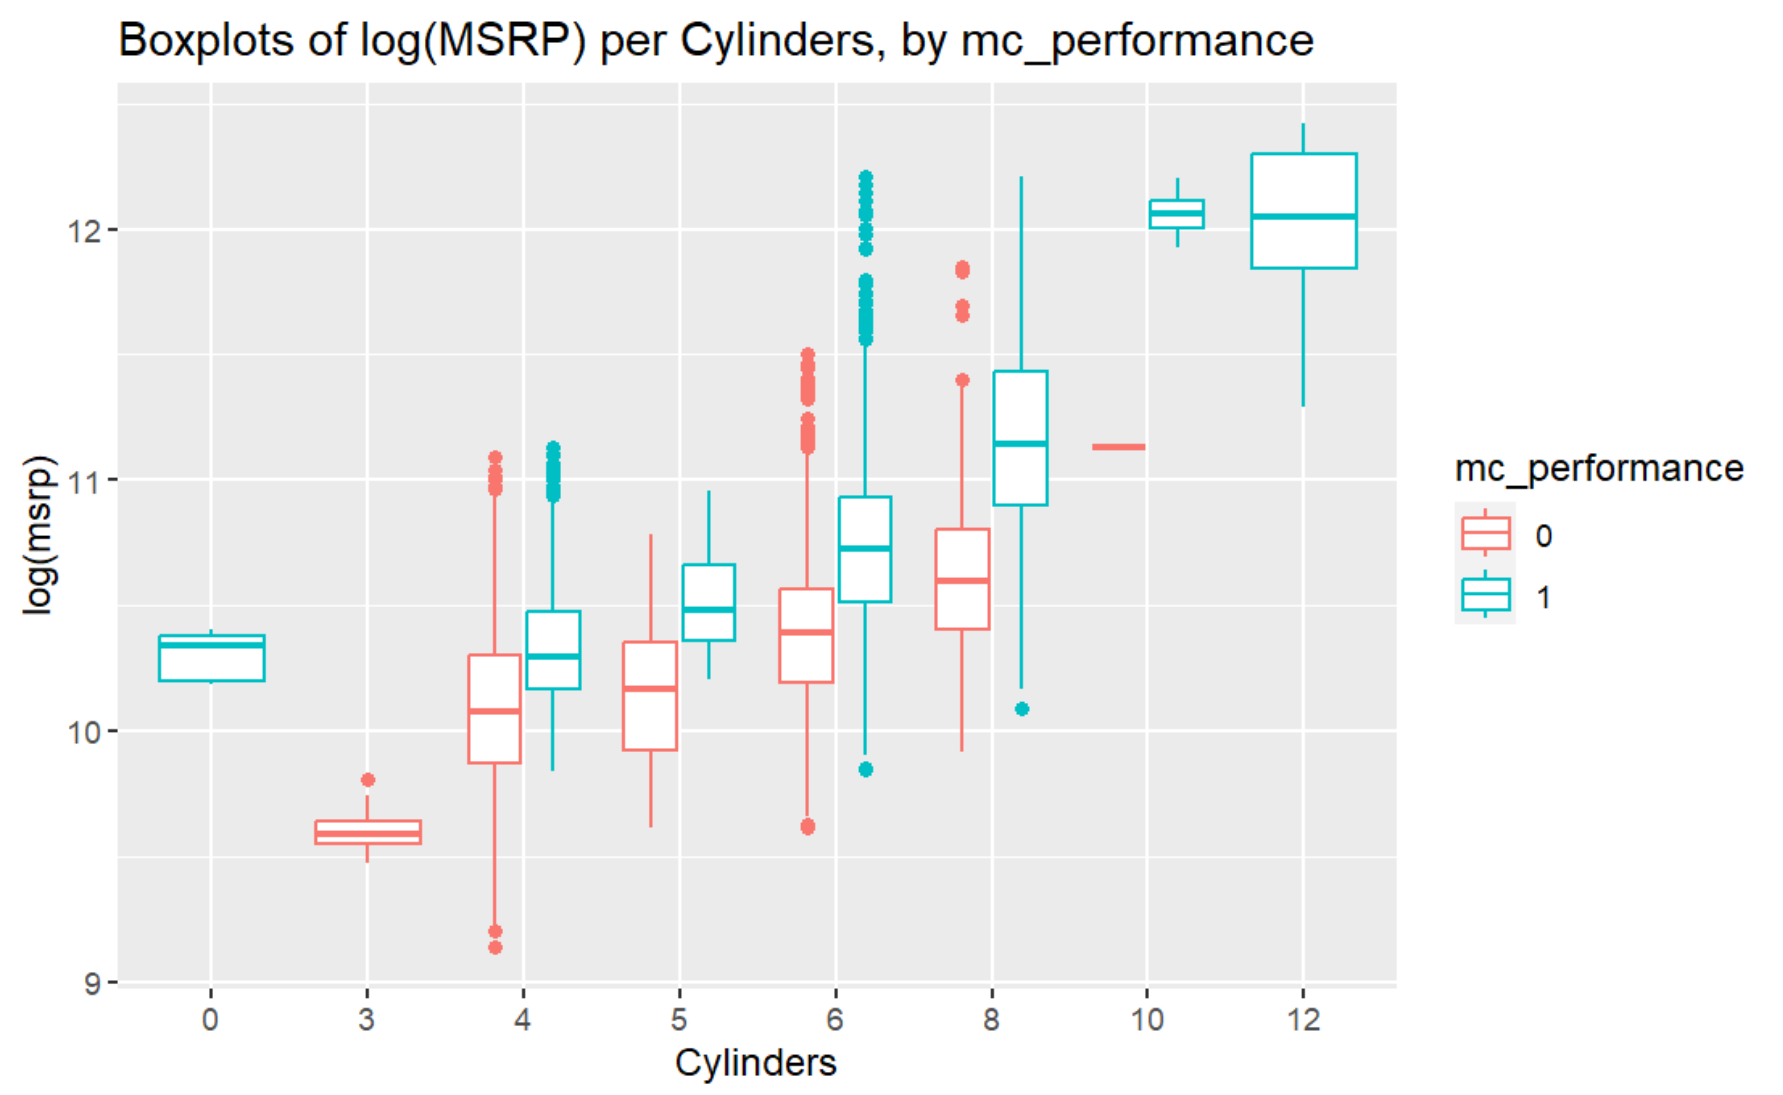 Boxplots of log(MSRP) per Cylinders, by mc_performance
log(msrp)
12
11
10
9
0 3 4 5 6 8 10 12
Cylinders
mc_performance
0
1